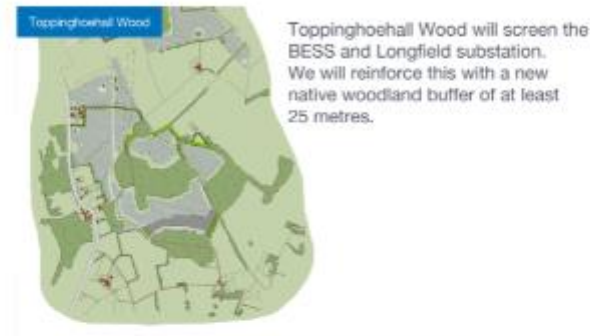 Toppinghoehall Wood
Toppinghoehall Wood will screen the
BESS and Longfield substation.
We will reinforce this with a new
native woodland buffer of at least
25 metres.